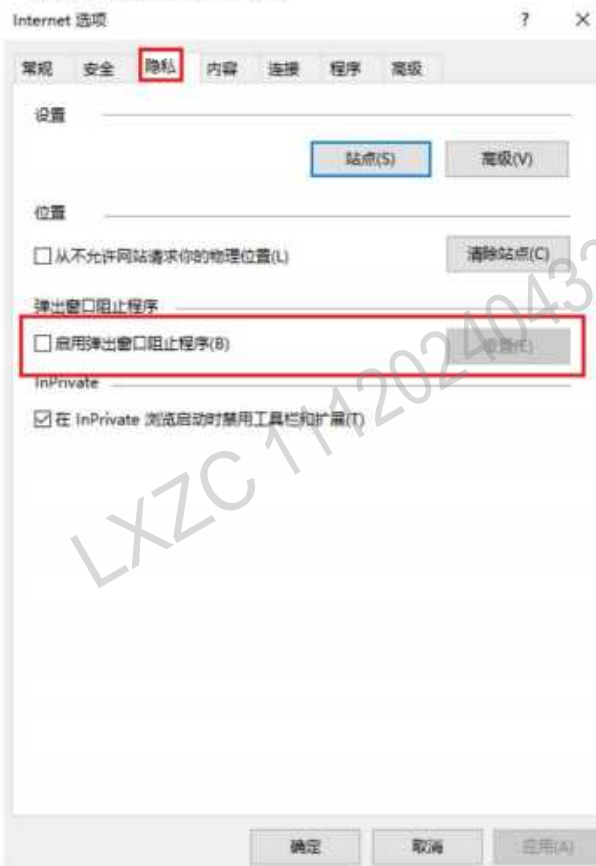 Internet 选项 ? ×
常规 安全 隐私 内容 连接 程序 高级
设置
站点(S) 高级(V)
位置
从不允许网站请求你的物理位置(L) 清除站点(C)
弹出窗口阻止程序
启用弹出窗口阻止程序(B) 设置(E)
InPrivate
在 InPrivate 浏览启动时禁用工具栏和扩展(T)
LXZC 1112024043
确定 取消 应用(A)